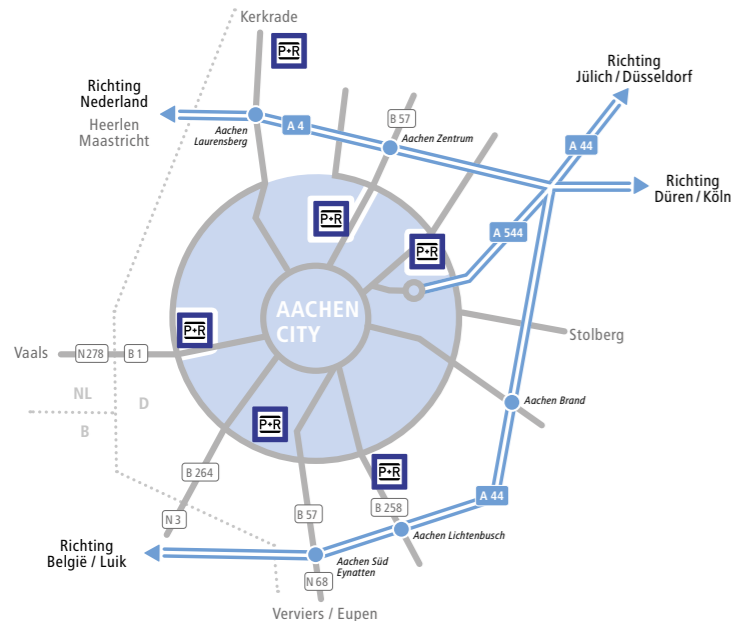 Kerkrade
P+R
Richting
Jülich / Düsseldorf
Richting
Nederland
Heerlen
Maastricht
Aachen
Laurensberg
A 4
B 57
Aachen Zentrum
A 44
Richting
Düren / Köln
P+R
P+R
A 544
AACHEN
CITY
P+R
Stolberg
Vaals
N278
B 1
NL
D
B
Aachen Brand
P+R
B 264
P+R
A 44
N 3
B 57
B 258
Aachen Lichtenbusch
Richting
België / Luik
Aachen Süd
Eynatten
N 68
Verviers / Eupen